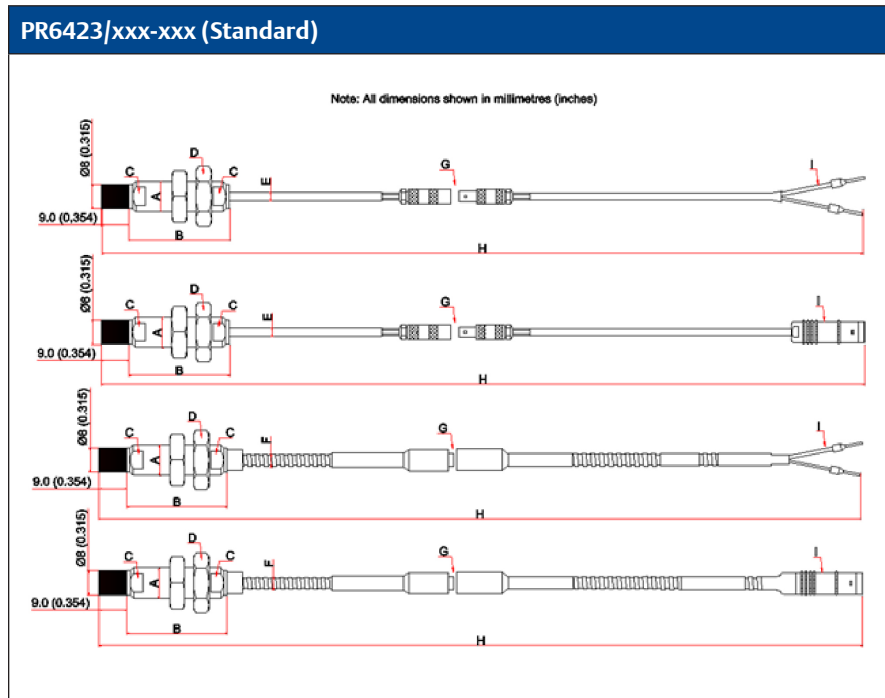 PR6423/xxx-xxx (Standard)
Note: All dimensions shown in millimetres (inches)
Ø8 (0.315)
C
A
D
C
E
G
I
9.0 (0.354)
B
H
Ø8 (0.315)
C
A
D
C
E
G
I
9.0 (0.354)
B
H
Ø8 (0.315)
C
A
D
C
F
G
I
9.0 (0.354)
B
H
Ø8 (0.315)
C
A
D
C
F
G
I
9.0 (0.354)
B
H